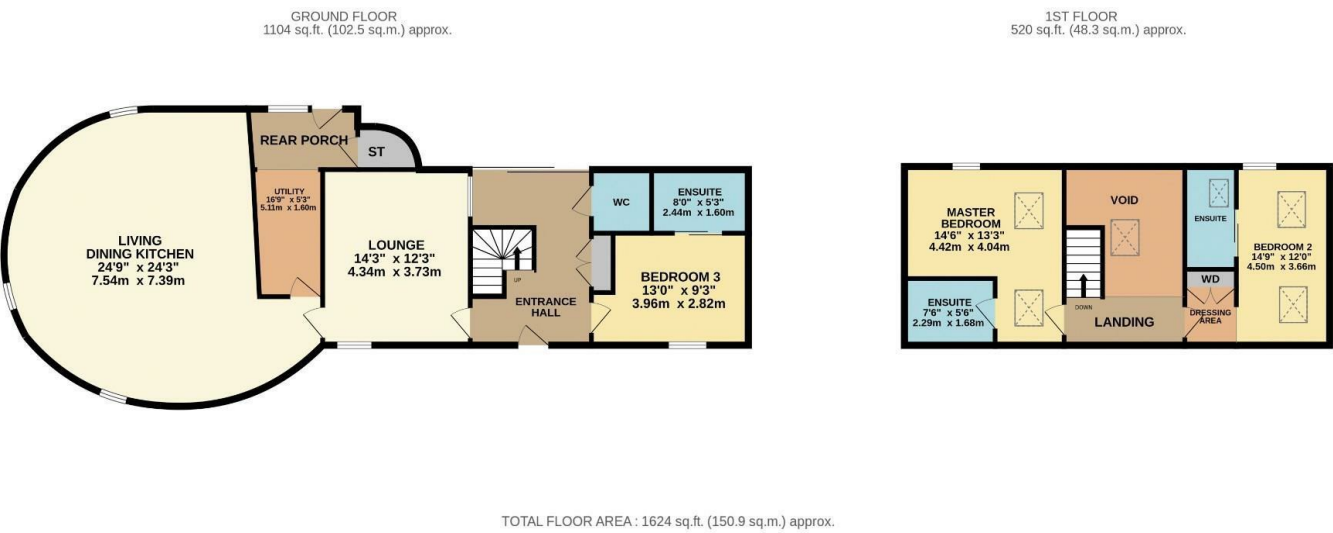 GROUND FLOOR
1104 sq.ft. (102.5 sq.m.) approx.
1ST FLOOR
520 sq.ft. (48.3 sq.m.) approx.
REAR PORCH
ST
UTILITY
16'9" x 5'3"
5.11m x 1.60m
LIVING
DINING KITCHEN
24'9" x 24'3"
7.54m x 7.39m
LOUNGE
14'3" x 12'3"
4.34m x 3.73m
UP
ENTRANCE
HALL
WC
ENSUITE
8'0" x 5'3"
2.44m x 1.60m
BEDROOM 3
13'0" x 9'3"
3.96m x 2.82m
MASTER
BEDROOM
14'6" x 13'3"
4.42m x 4.04m
ENSUITE
7'6" x 5'6"
2.29m x 1.68m
VOID
DOWN
LANDING
ENSUITE
WD
DRESSING
AREA
BEDROOM 2
14'9" x 12'0"
4.50m x 3.66m
TOTAL FLOOR AREA : 1624 sq.ft. (150.9 sq.m.) approx.